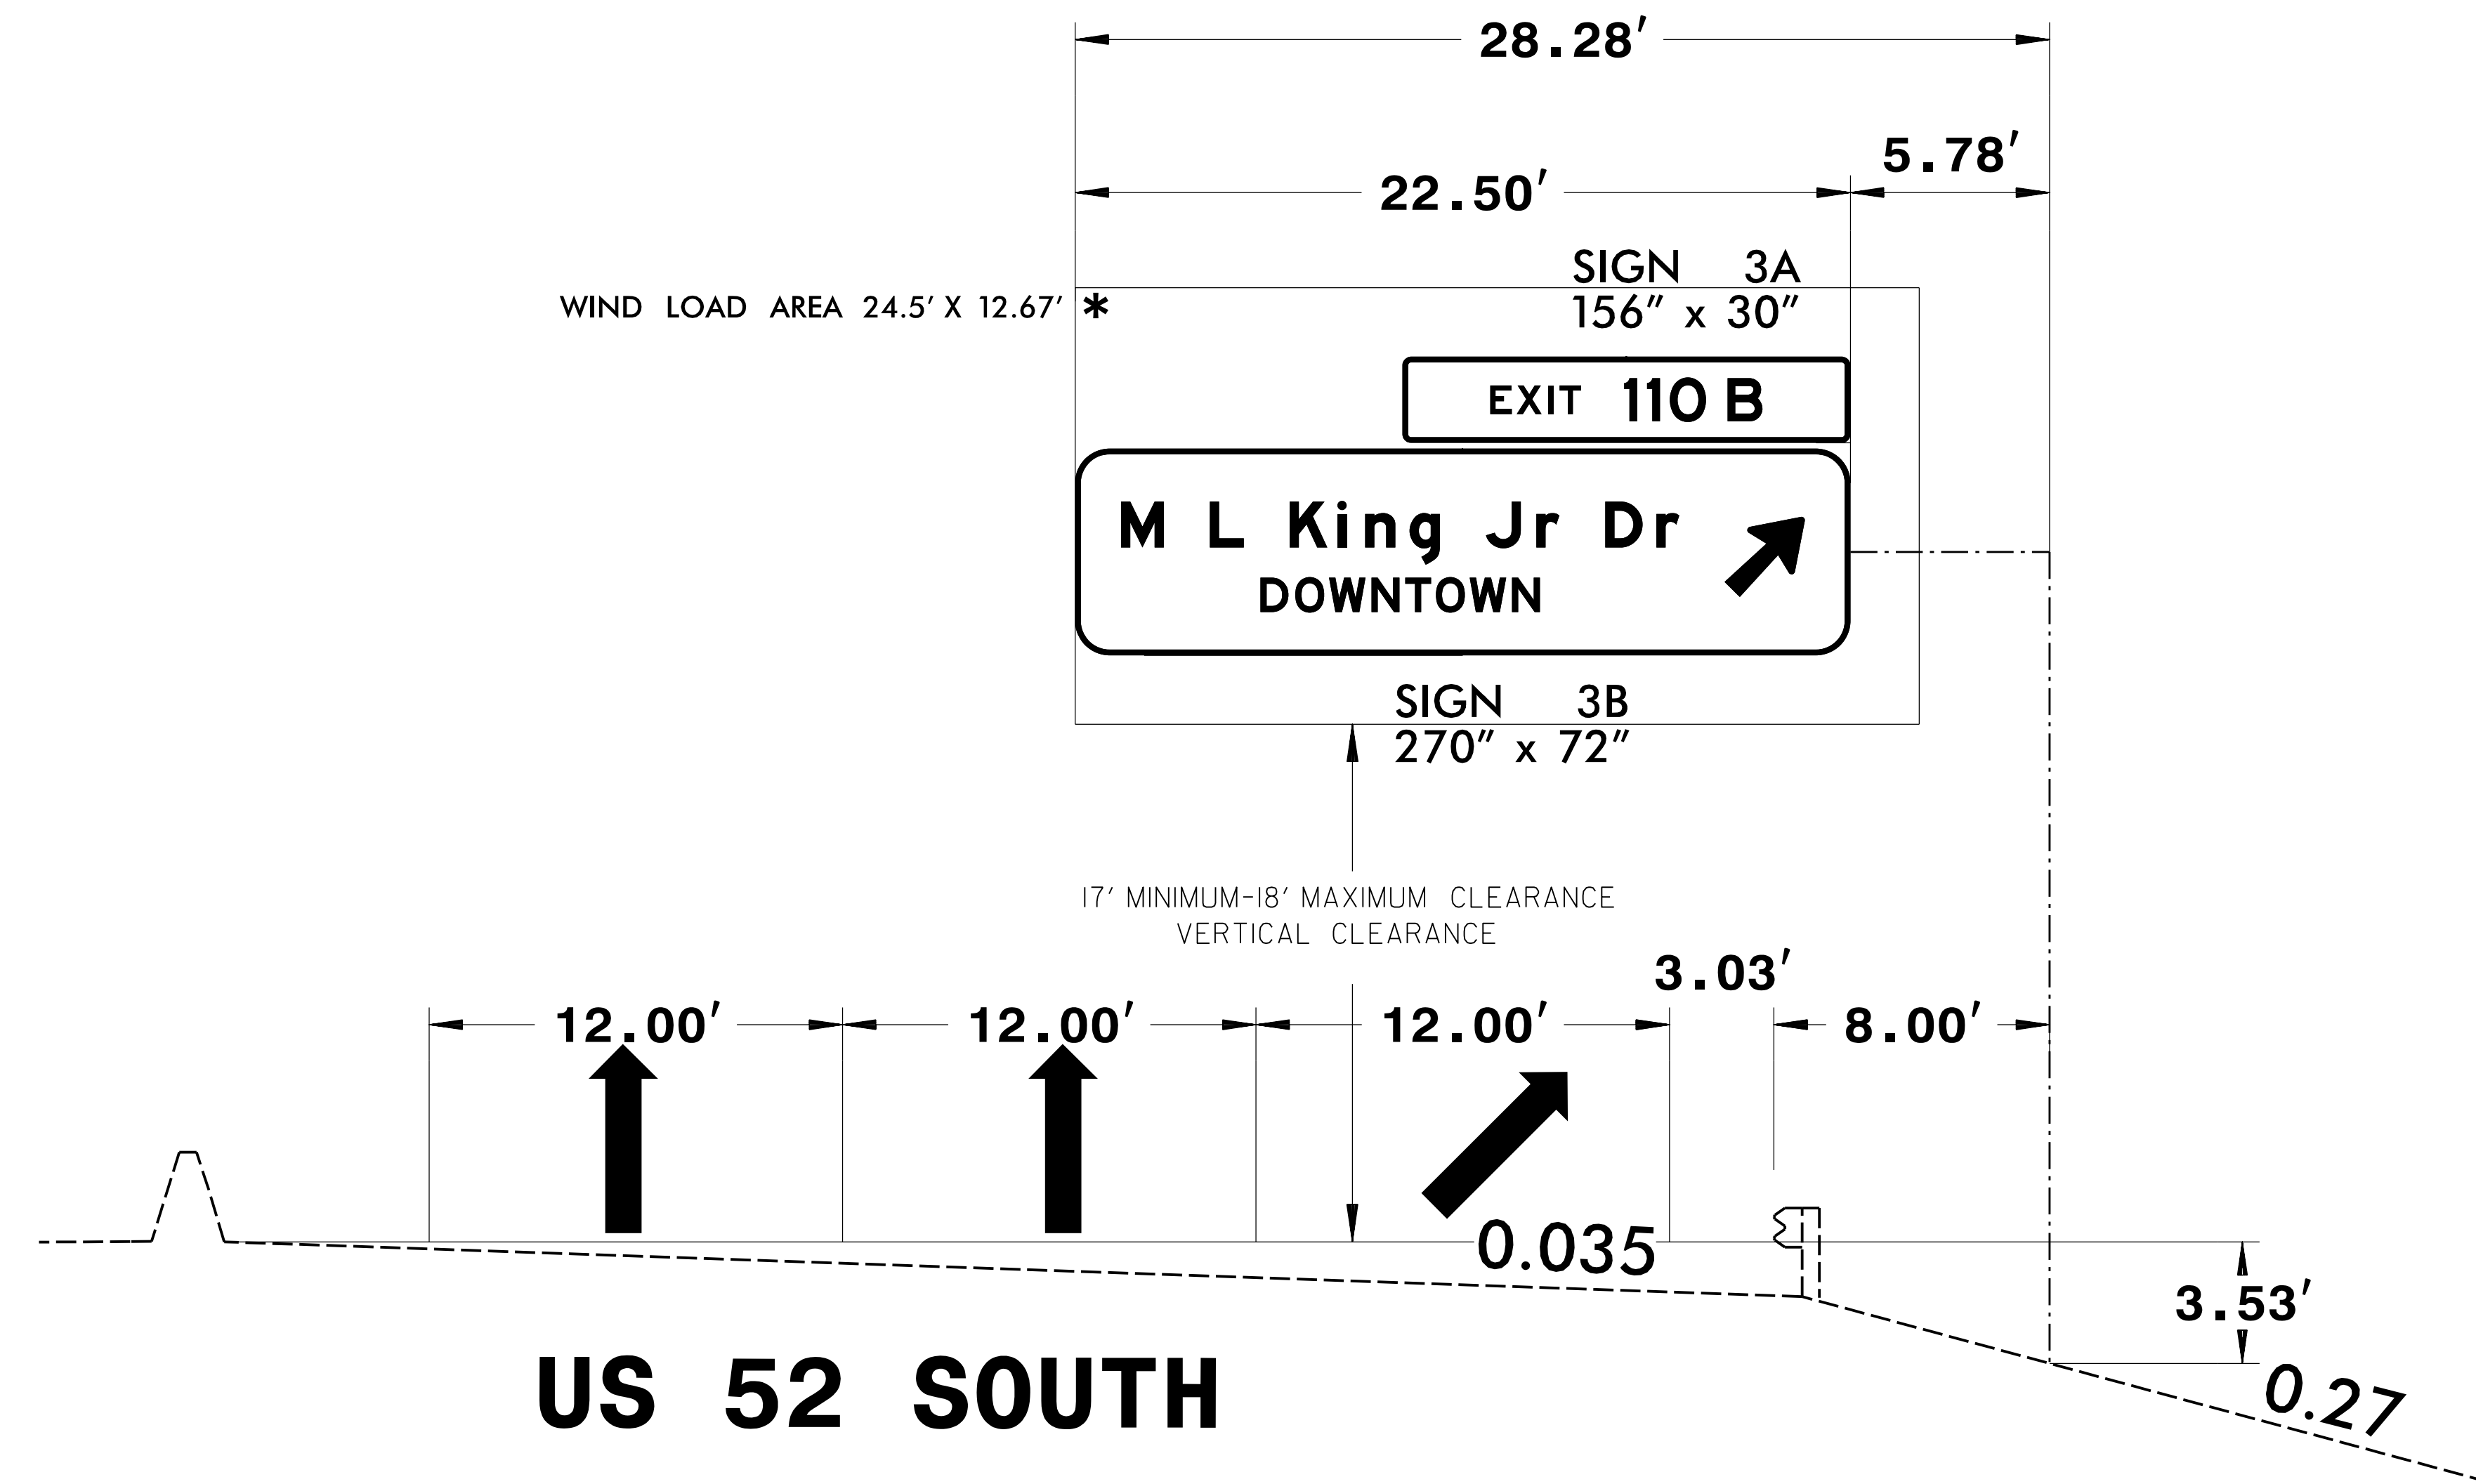 28.28'
5.78'
22.50'
SIGN 3A
WIND LOAD AREA 24.5' X 12.67' *
156" x 30"
EXIT 110 B
M L King Jr Dr
DOWNTOWN
SIGN 3B
270" x 72"
17' MINIMUM-18' MAXIMUM CLEARANCE
VERTICAL CLEARANCE
3.03'
12.00' 12.00' 12.00' 8.00'
0.035
3.53'
US 52 SOUTH
0.27